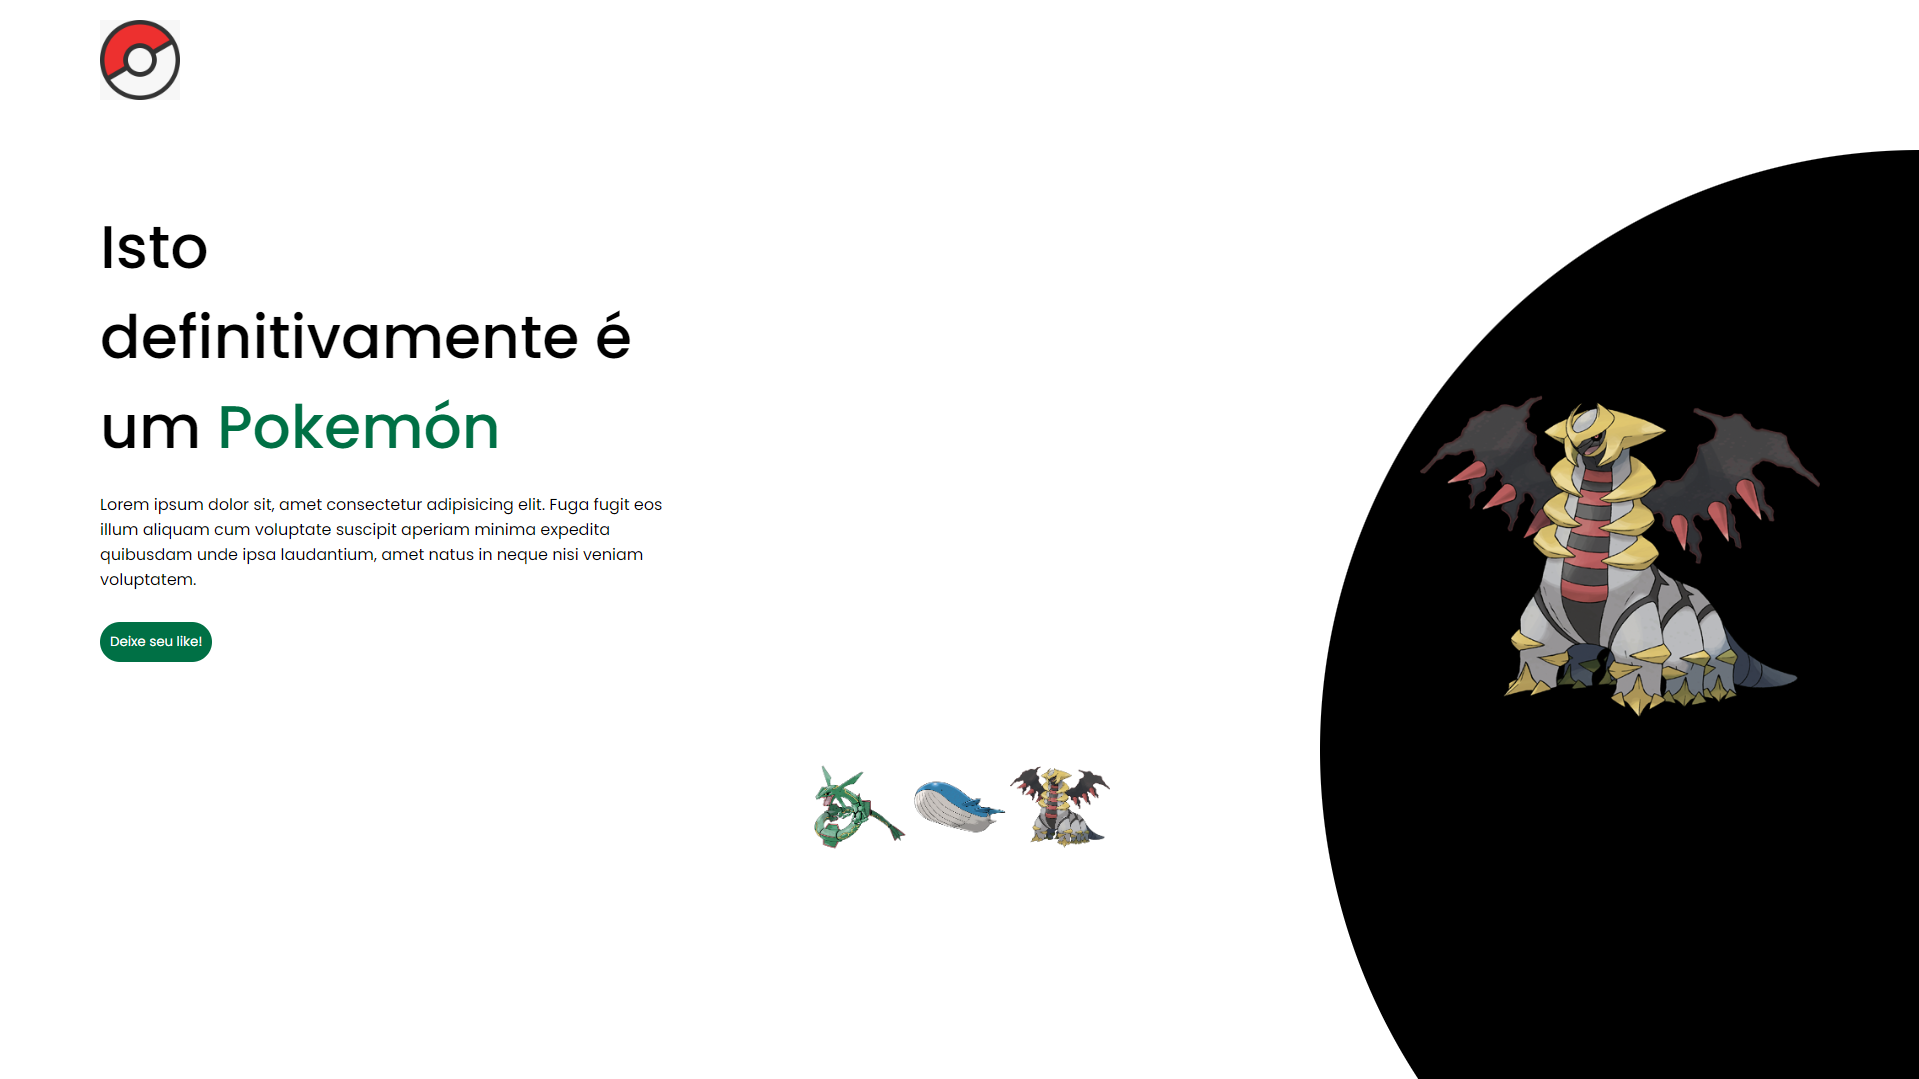 Isto
definitivamente é
um Pokemón
Lorem ipsum dolor sit, amet consectetur adipisicing elit. Fuga fugit eos
illum aliquam cum voluptate suscipit aperiam minima expedita
quibusdam unde ipsa laudantium, amet natus in neque nisi veniam
voluptatem.
Deixe seu like!